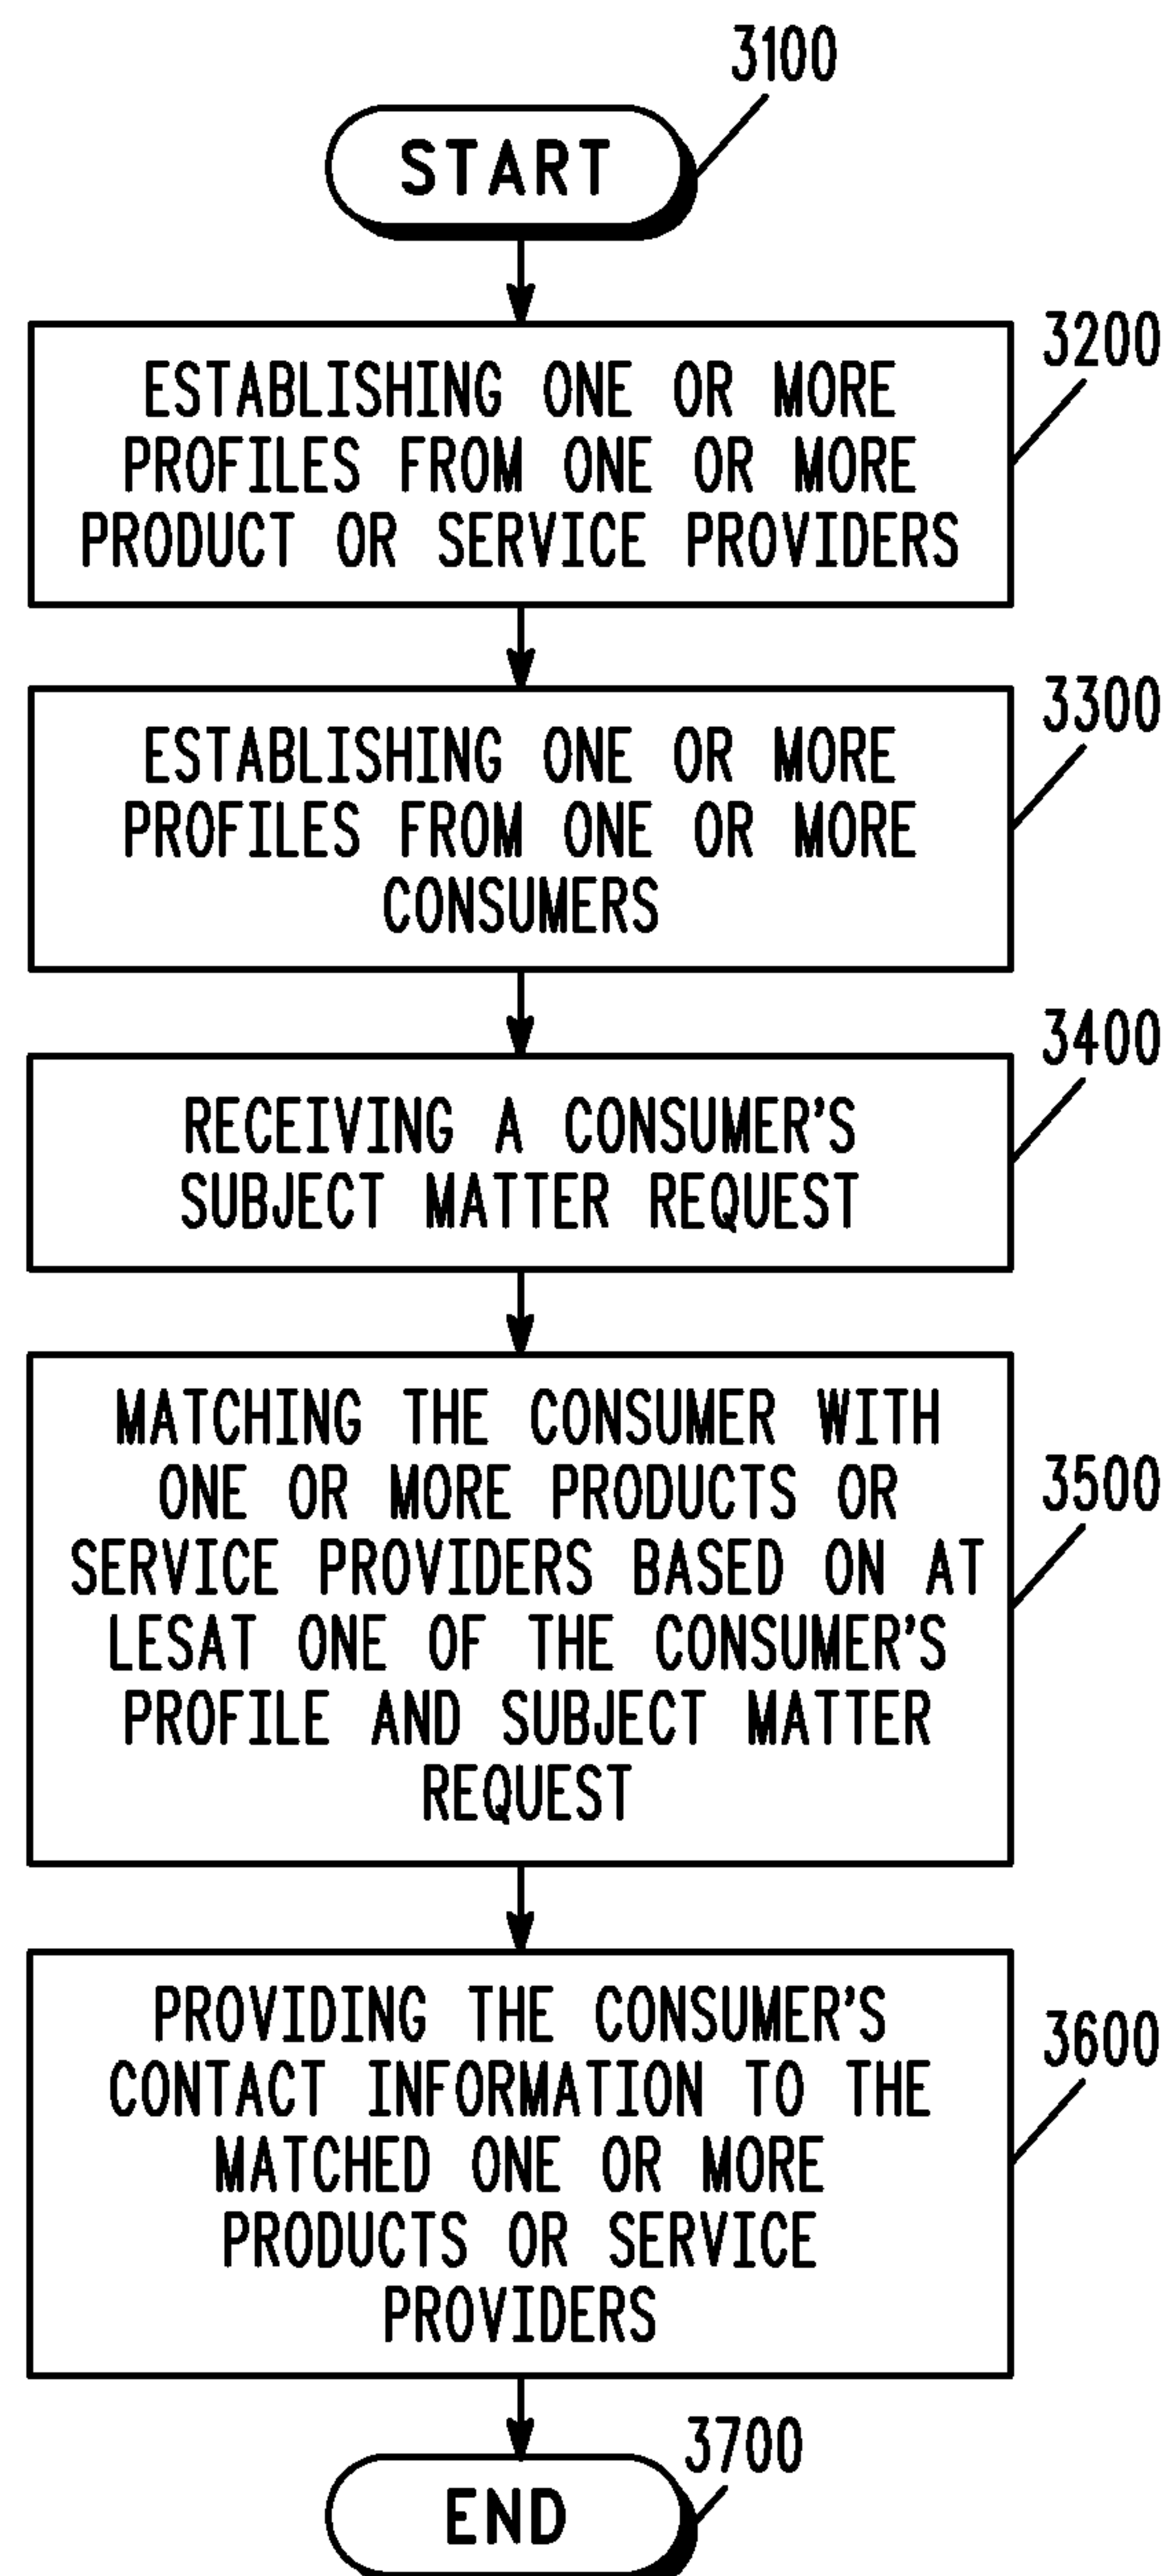 3100
START
3200
ESTABLISHING ONE OR MORE
PROFILES FROM ONE OR MORE
PRODUCT OR SERVICE PROVIDERS
3300
ESTABLISHING ONE OR MORE
PROFILES FROM ONE OR MORE
CONSUMERS
3400
RECEIVING A CONSUMER'S
SUBJECT MATTER REQUEST
3500
MATCHING THE CONSUMER WITH
ONE OR MORE PRODUCTS OR
SERVICE PROVIDERS BASED ON AT
LESAT ONE OF THE CONSUMER'S
PROFILE AND SUBJECT MATTER
REQUEST
3600
PROVIDING THE CONSUMER'S
CONTACT INFORMATION TO THE
MATCHED ONE OR MORE
PRODUCTS OR SERVICE
PROVIDERS
3700
END